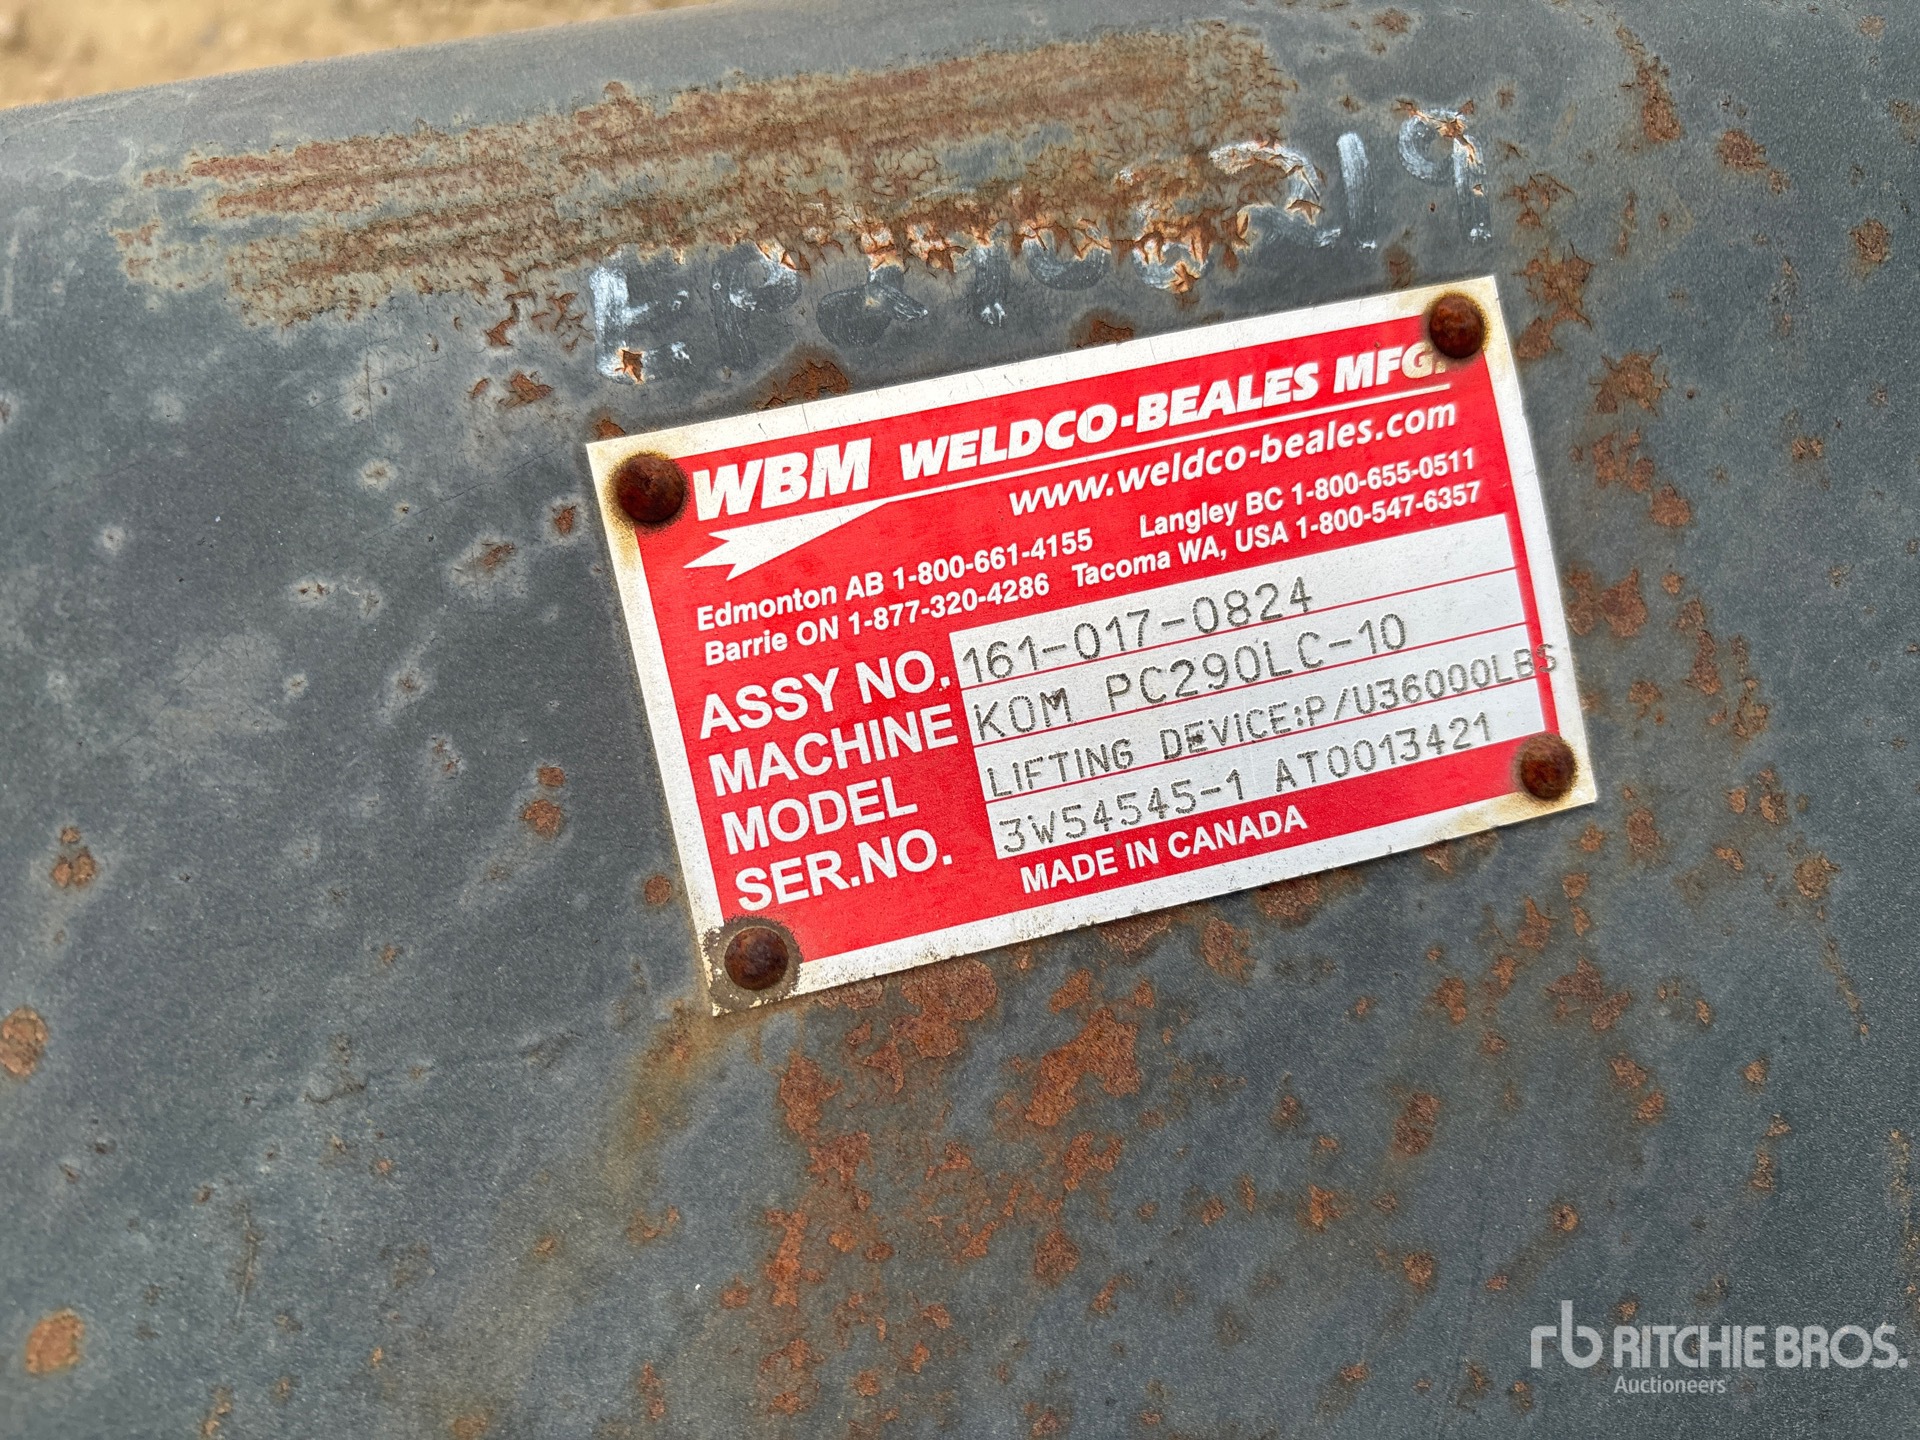 WBM WELDCO-BEALES MFG.
www.weldco-beales.com
Edmonton AB 1-800-661-4155 Langley BC 1-800-655-0511
Barrie ON 1-877-320-4286 Tacoma WA, USA 1-800-547-6357
ASSY NO. 161-017-0824
MACHINE KOM PC290LC-10
MODEL LIFTING DEVICE:P/U36000LBS
SER.NO. 3W54545-1 AT0013421
MADE IN CANADA
rb RITCHIE BROS.
Auctioneers